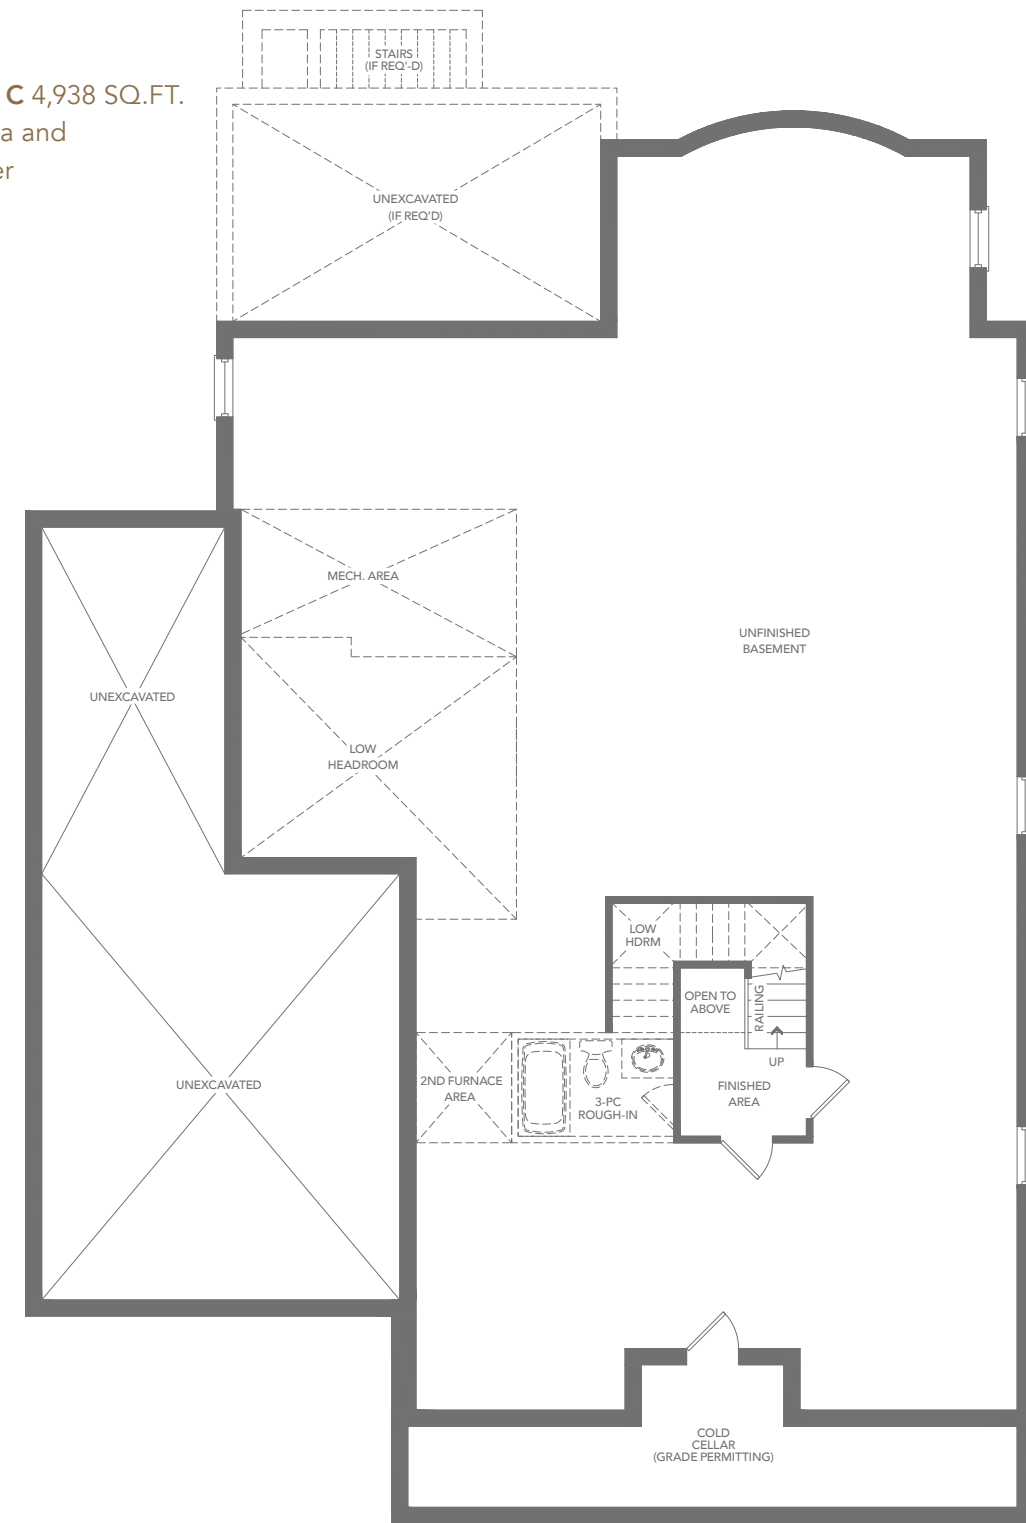 STAIRS
(IF REQ'-D)
C 4,938 SQ.FT.
a and
er
UNEXCAVATED
(IF REQ'D)
MECH. AREA
UNFINISHED
BASEMENT
UNEXCAVATED
LOW
HEADROOM
LOW
HDRM
OPEN TO
ABOVE
RAILING
UP
2ND FURNACE
AREA
3-PC
ROUGH-IN
FINISHED
AREA
UNEXCAVATED
COLD
CELLAR
(GRADE PERMITTING)